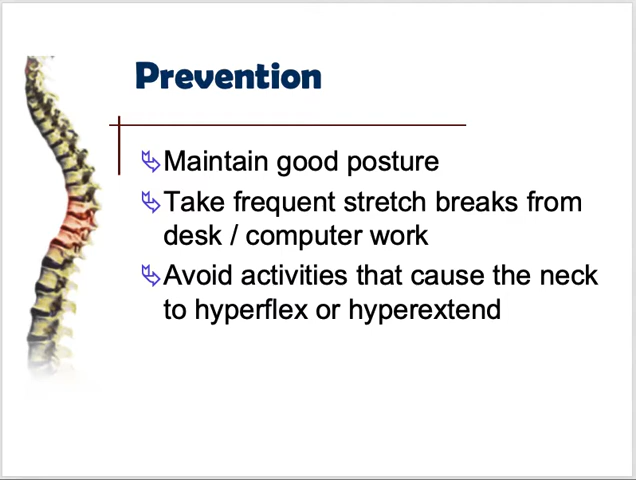 Prevention
Maintain good posture
Take frequent stretch breaks from
desk / computer work
Avoid activities that cause the neck
to hyperflex or hyperextend